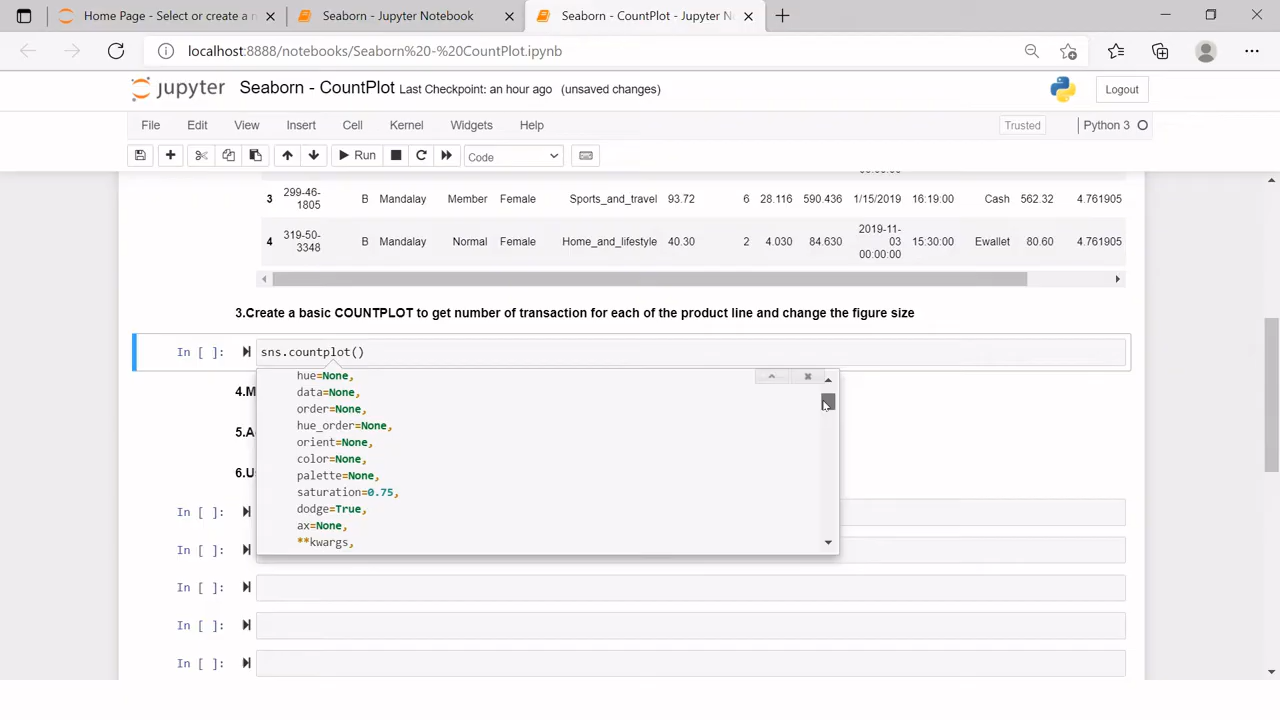 Home Page - Select or create a n
Seaborn - Jupyter Notebook
Seaborn - CountPlot - Jupyter No
localhost:8888/notebooks/Seaborn%20-%20CountPlot.ipynb
jupyter Seaborn - CountPlot Last Checkpoint: an hour ago (unsaved changes)
Logout
File Edit View Insert Cell Kernel Widgets Help
Trusted
Python 3
Run
Code
3 299-46-1805 B Mandalay Member Female Sports_and_travel 93.72 6 28.116 590.436 1/15/2019 16:19:00 Cash 562.32 4.761905
4 319-50-3348 B Mandalay Normal Female Home_and_lifestyle 40.30 2 4.030 84.630 2019-11-03 00:00:00 15:30:00 Ewallet 80.60 4.761905
3.Create a basic COUNTPLOT to get number of transaction for each of the product line and change the figure size
In [ ]: sns.countplot()
hue=None,
data=None,
4.M
order=None,
hue_order=None,
5.A
orient=None,
color=None,
6.U
palette=None,
saturation=0.75,
In [ ]:
dodge=True,
ax=None,
**kwargs,
In [ ]:
In [ ]:
In [ ]:
In [ ]: